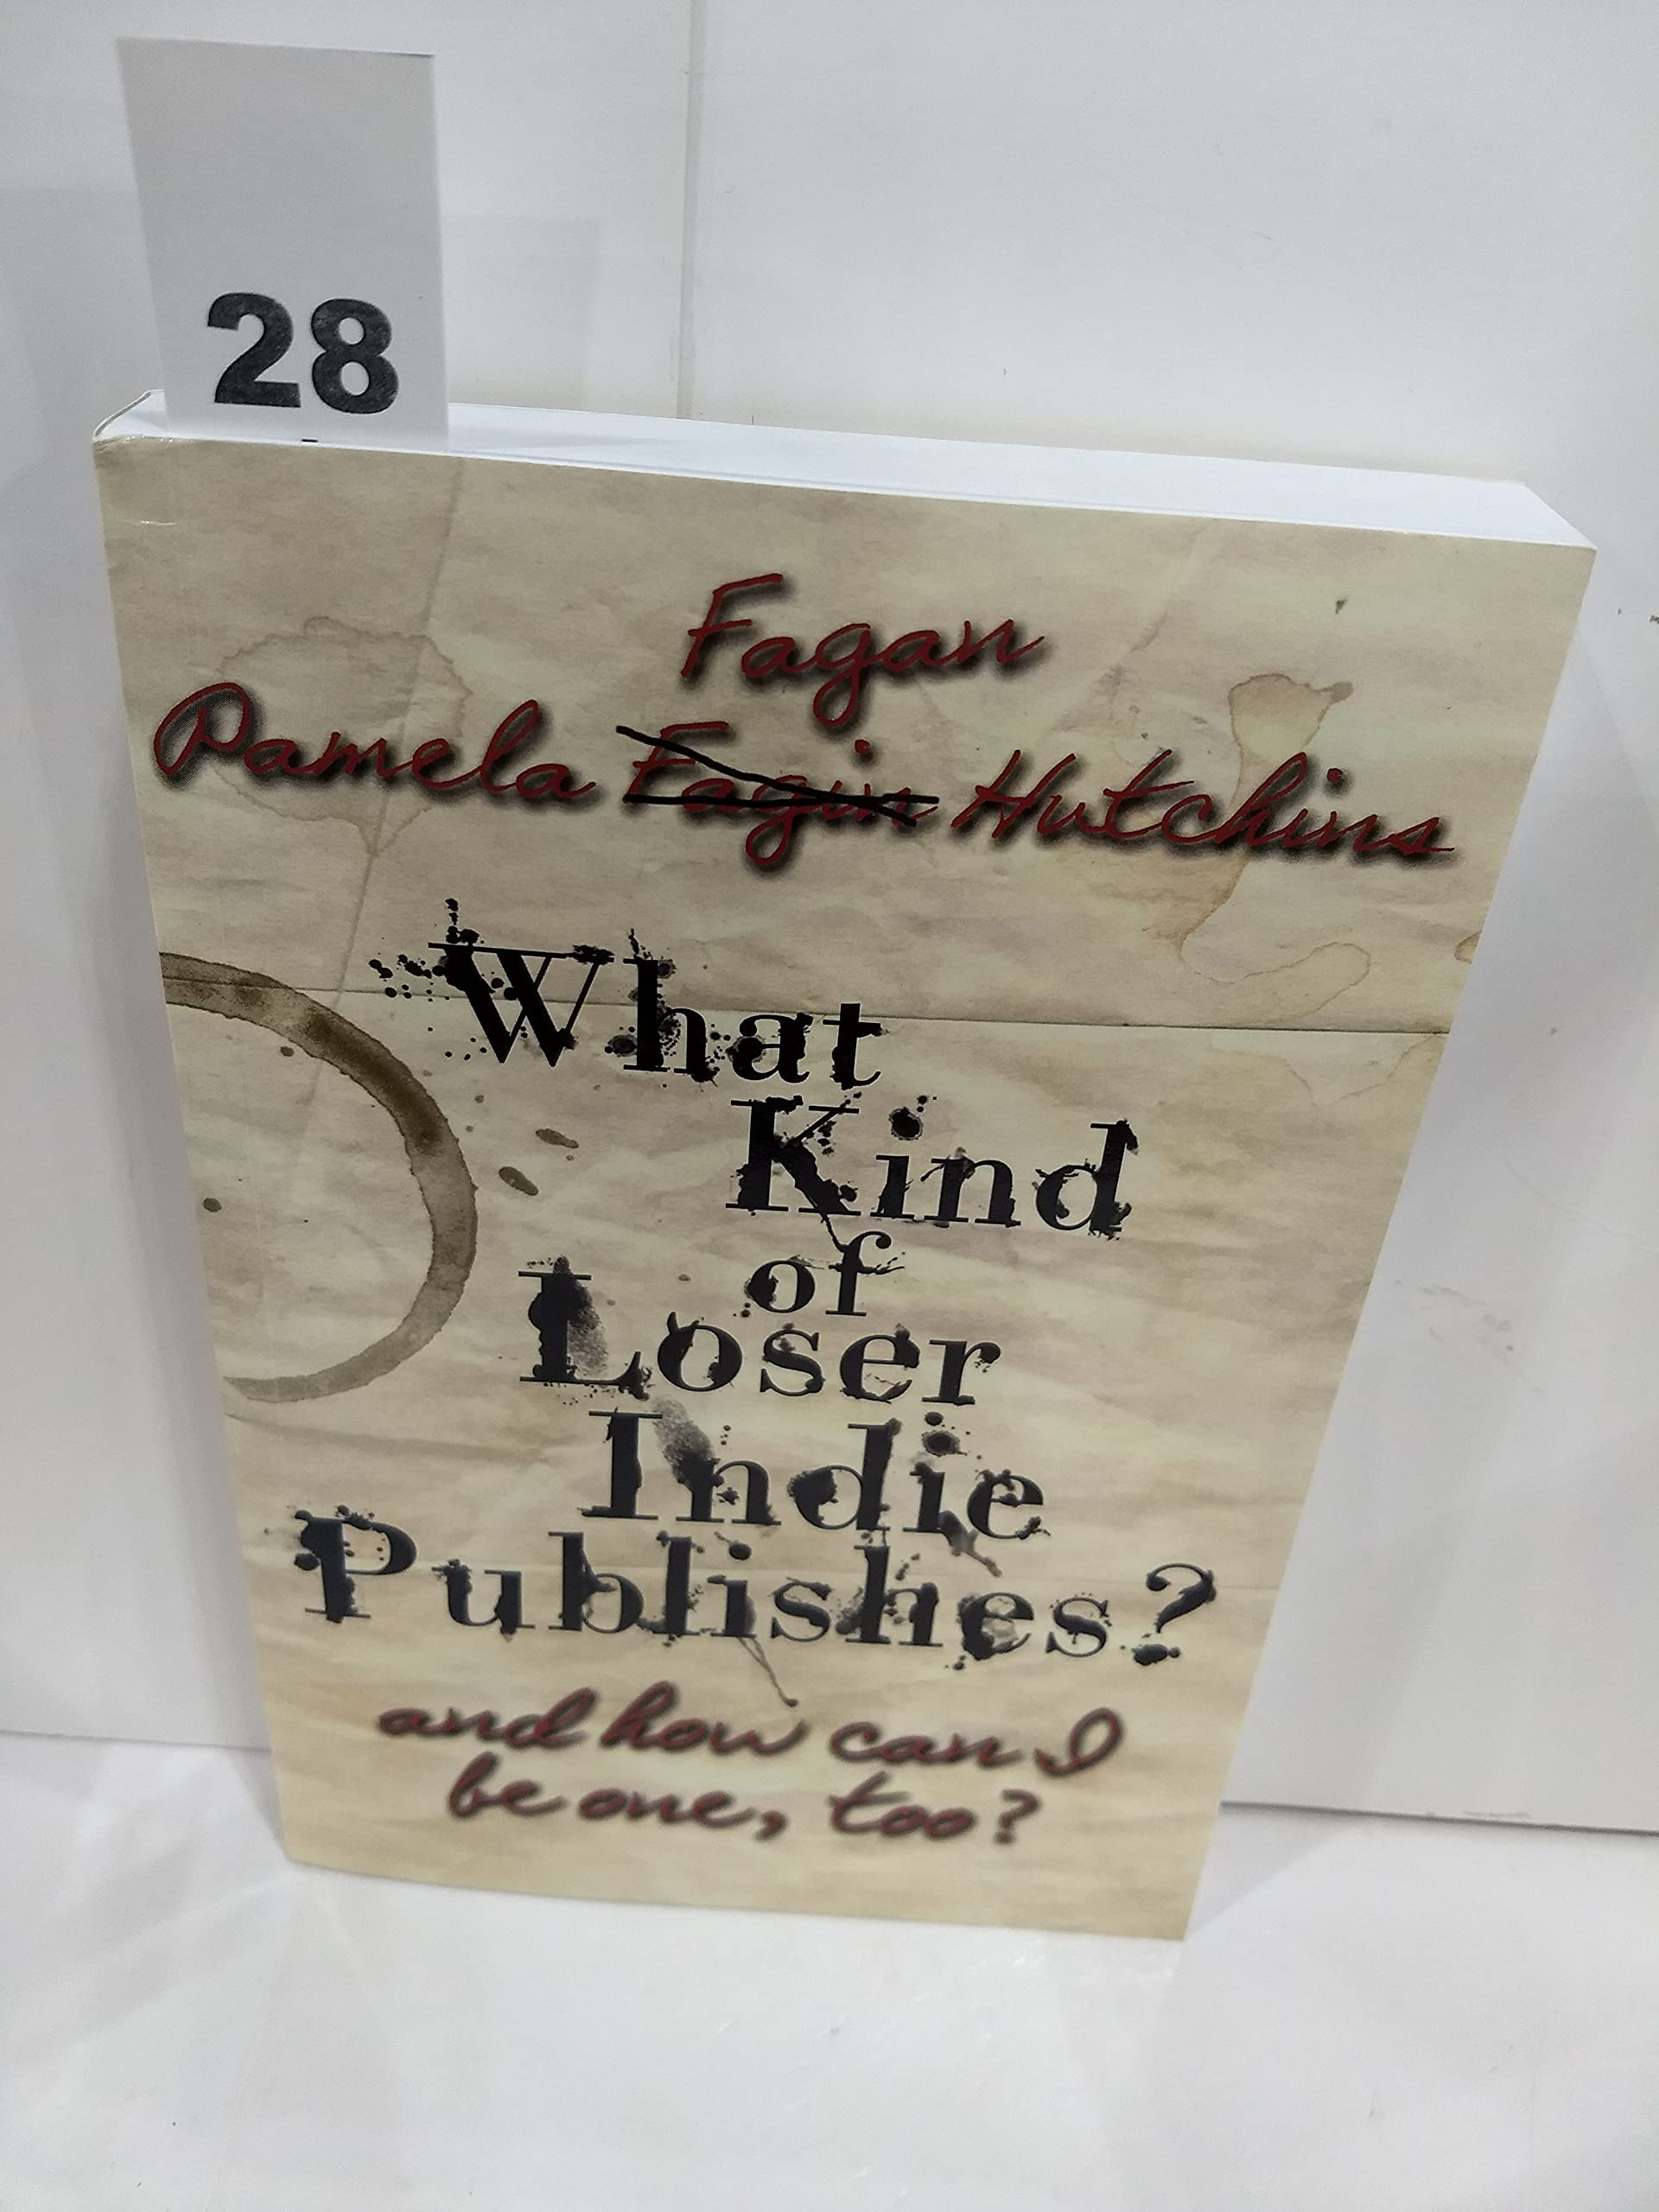 28
Fagan
Pamela Fagin Hutchins
What
Kind
of
Loser
Indie
Publishes?
and how can I
be one, too?